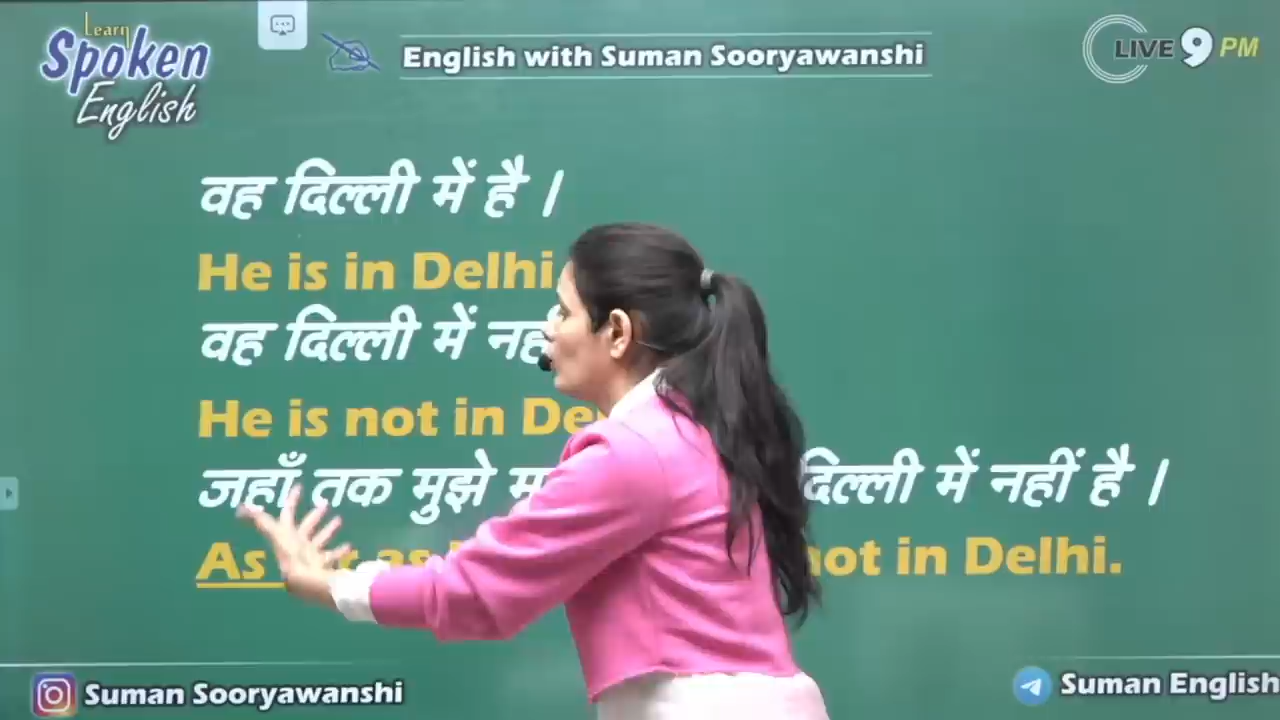 Learn
Spoken
English
English with Suman Sooryawanshi
LIVE 9 PM
वह दिल्ली में है ।
He is in Delhi
वह दिल्ली में
He is not in
जहाँ तक मुझे दिल्ली में नहीं है ।
As as not in Delhi.
Suman Sooryawanshi
Suman English